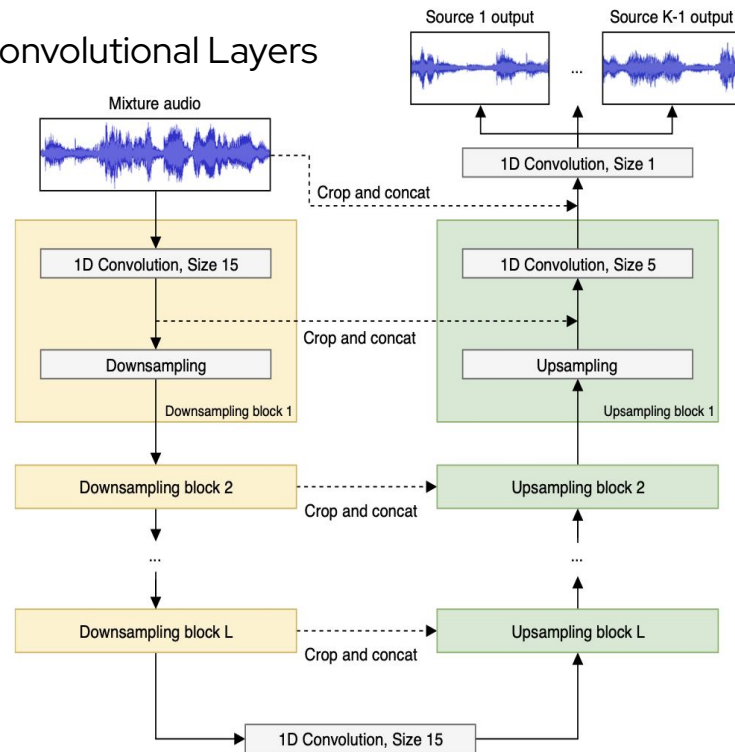 onvolutional Layers
Source 1 output
Source K-1 output
...
Mixture audio
1D Convolution, Size 1
Crop and concat
1D Convolution, Size 15
1D Convolution, Size 5
Crop and concat
Downsampling
Upsampling
Downsampling block 1
Upsampling block 1
Downsampling block 2
Upsampling block 2
Crop and concat
...
...
Downsampling block L
Upsampling block L
Crop and concat
1D Convolution, Size 15